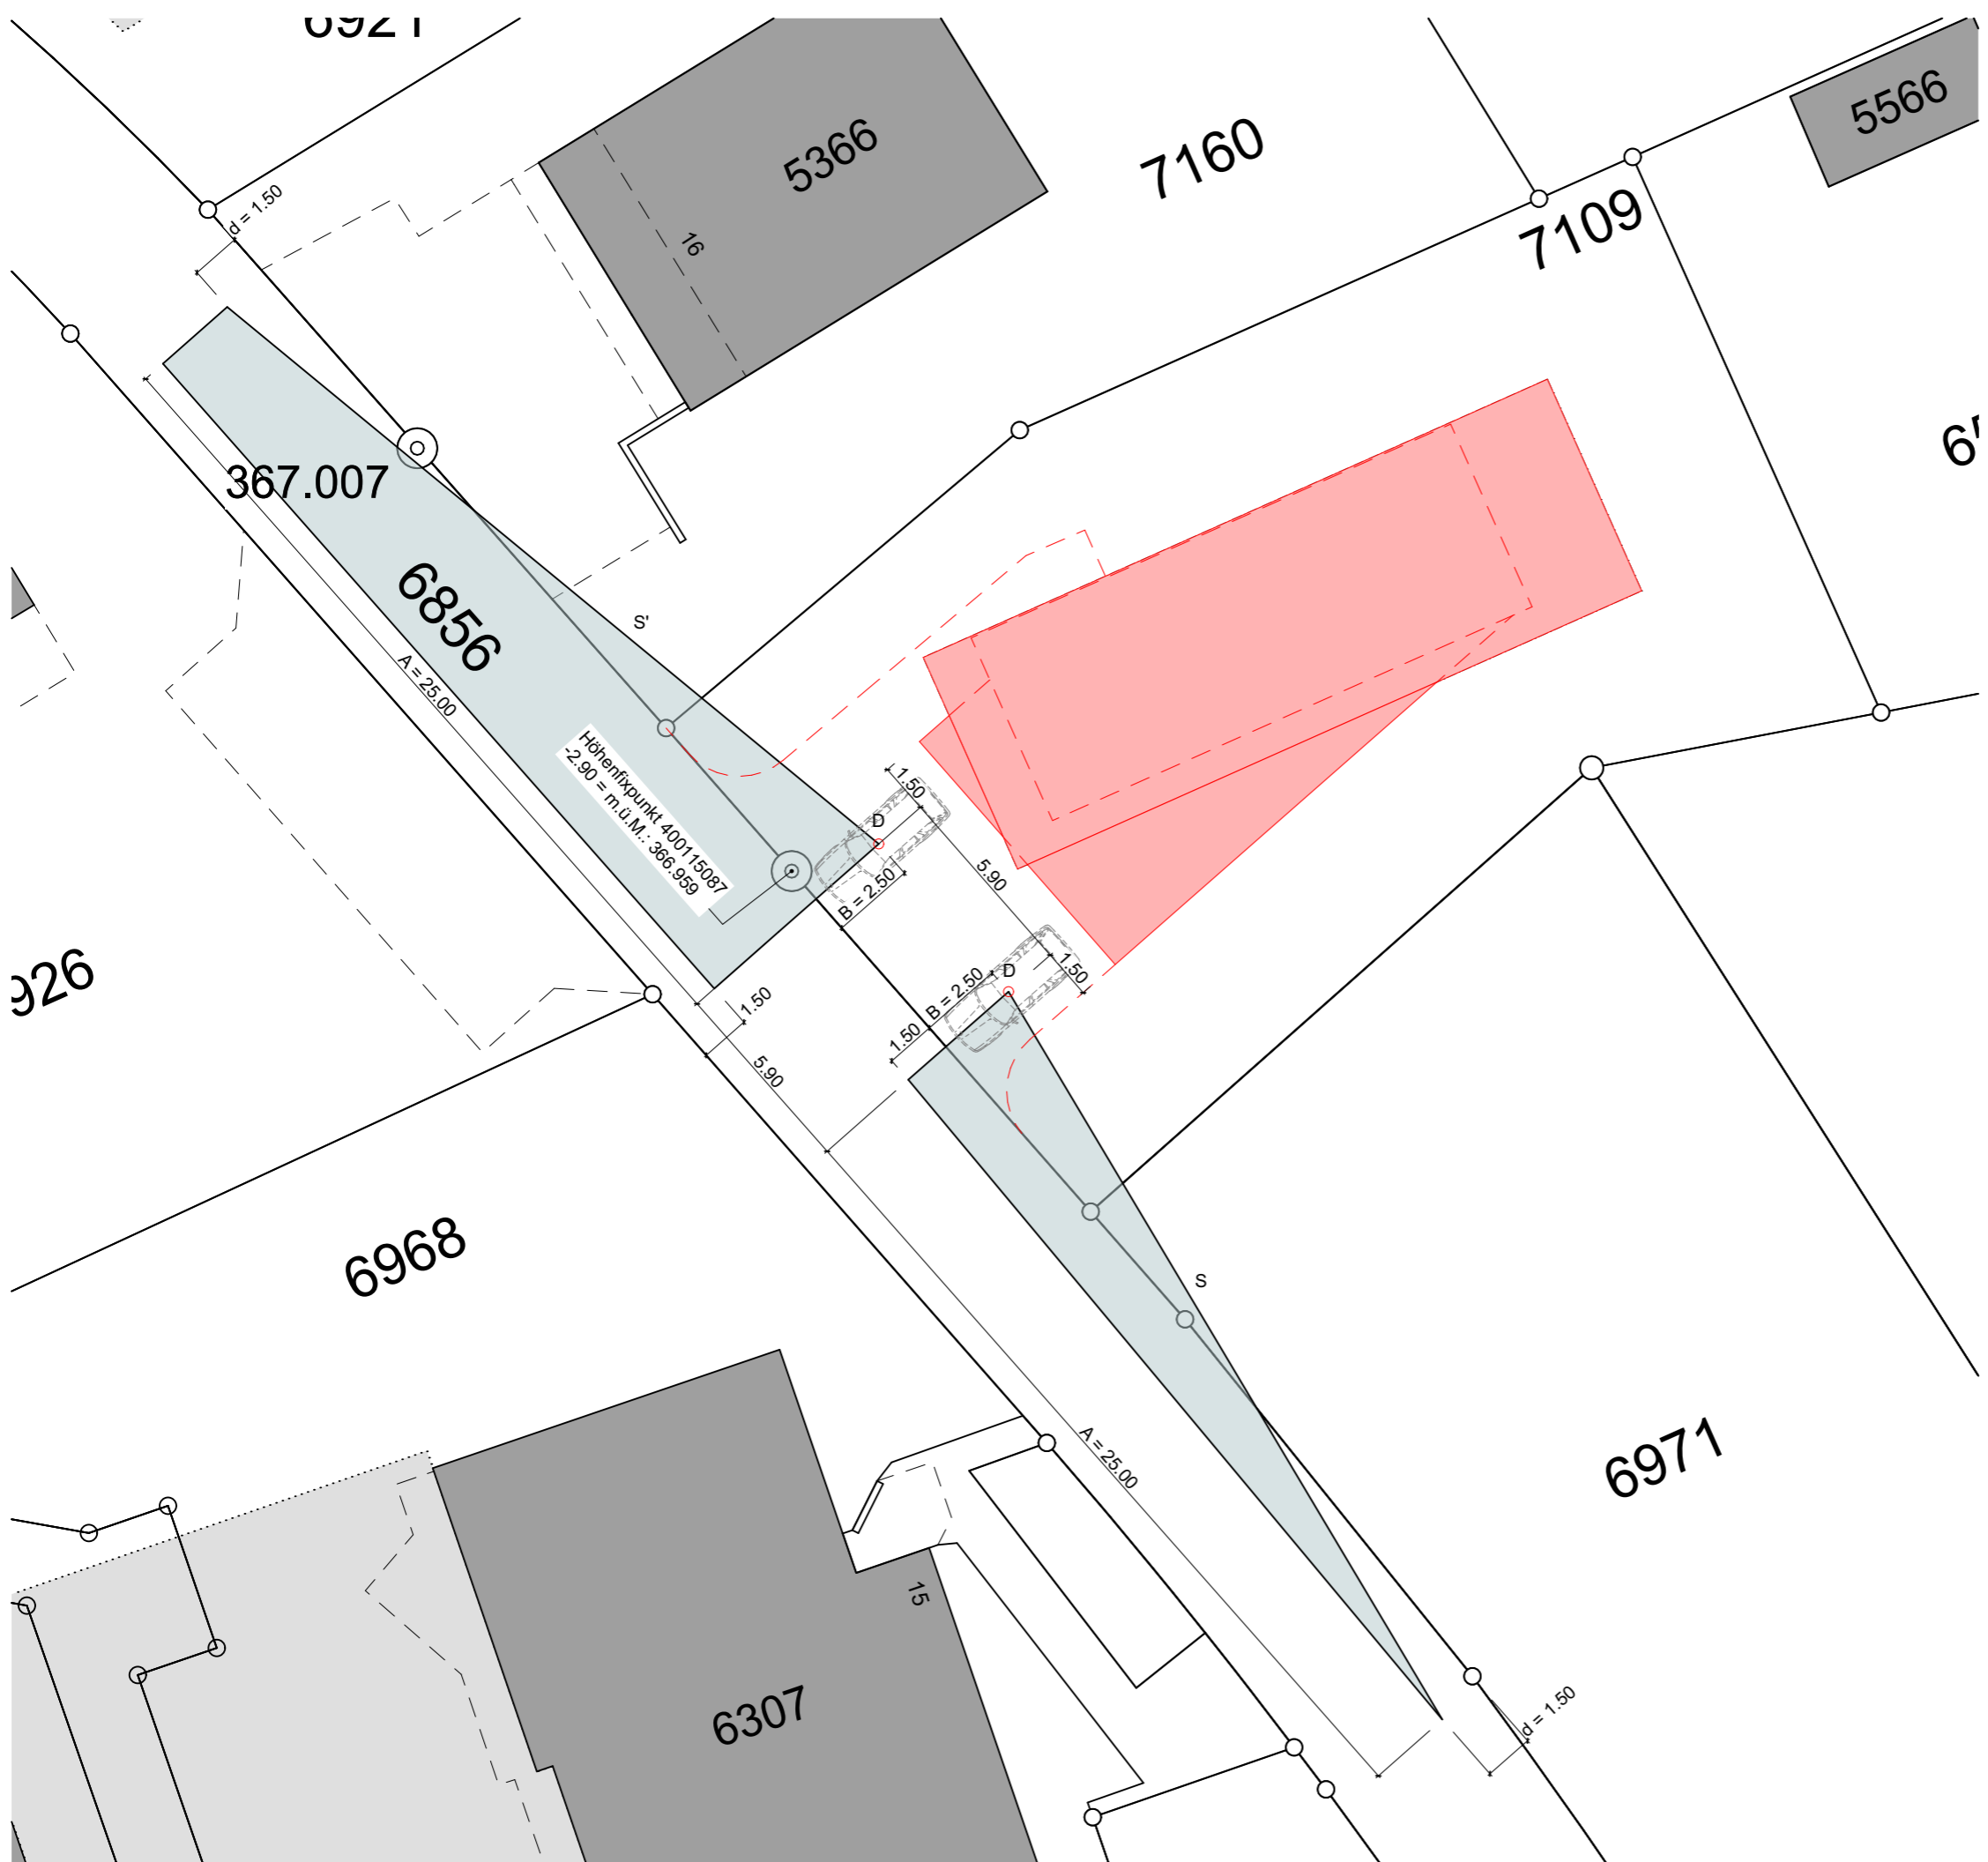 6921
5366
7160
5566
7109
d = 1.50
16
367.007
6856
S'
A = 25.00
Höhenfixpunkt 400115087
-2.90 = m.ü.M.: 366.959
1.50
D
5.90
B = 2.50
926
B = 2.50
D
1.50
1.50
1.50
5.90
6968
S
A = 25.00
6971
15
6307
d = 1.50